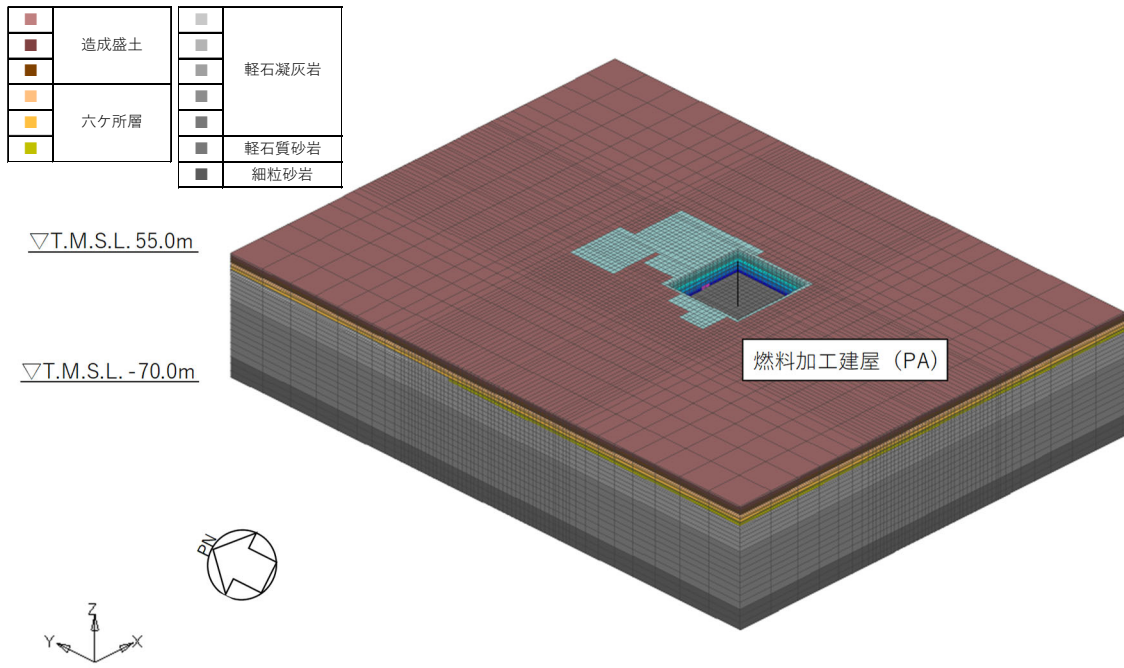 造成盛土
六ケ所層
軽石凝灰岩
軽石質砂岩
細粒砂岩
▽T.M.S.L. 55.0m
▽T.M.S.L. -70.0m
燃料加工建屋（PA）
PN
Z
Y
X